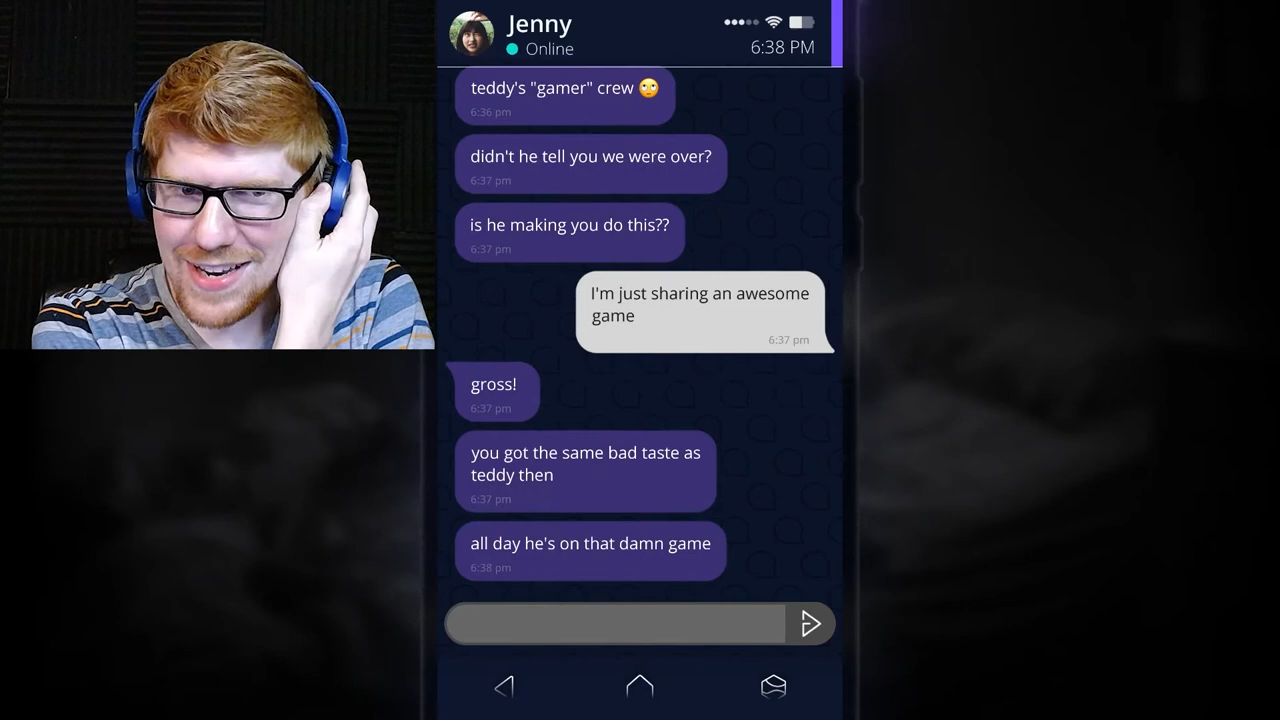 Jenny
Online
6:38 PM
teddy's "gamer" crew 🙄
6:36 pm
didn't he tell you we were over?
6:37 pm
is he making you do this??
6:37 pm
I'm just sharing an awesome
game
6:37 pm
gross!
6:37 pm
you got the same bad taste as
teddy then
6:37 pm
all day he's on that damn game
6:38 pm